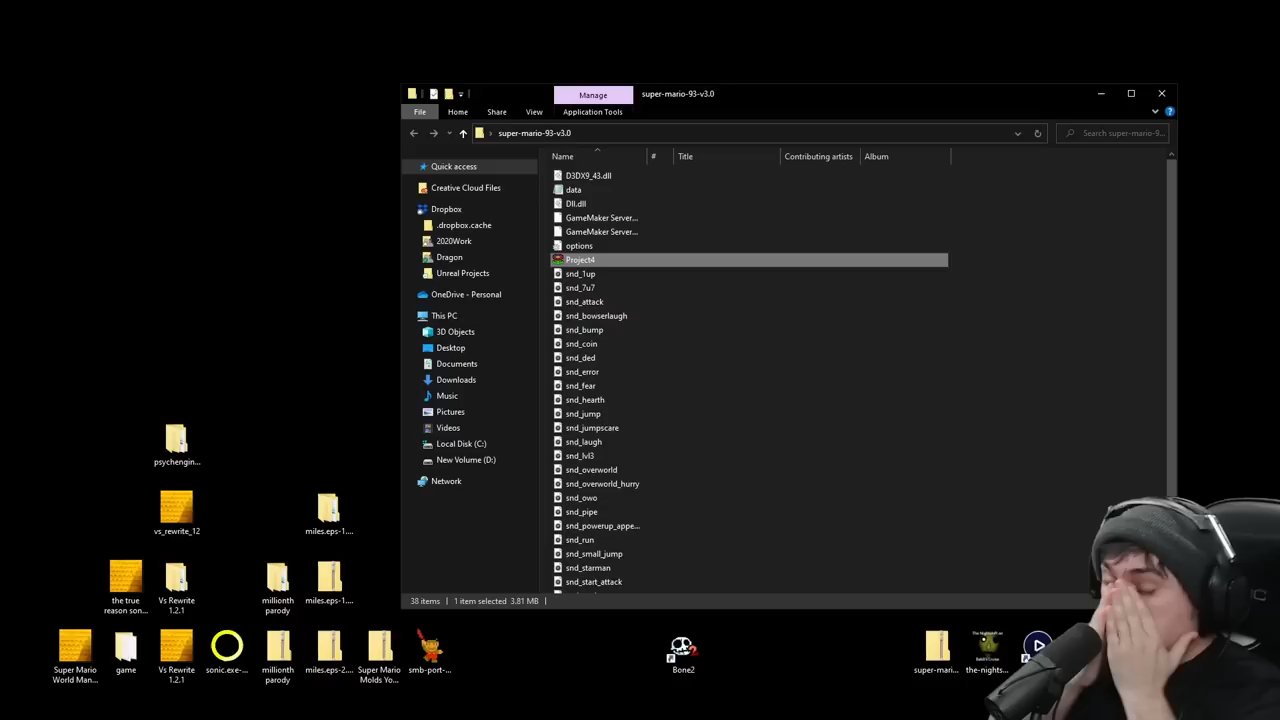 Manage
super-mario-93-v3.0
File
Home
Share
View
Application Tools
super-mario-93-v3.0
Search super-mario-9...
Name
#
Title
Contributing artists
Album
Quick access
Creative Cloud Files
Dropbox
.dropbox.cache
2020Work
Dragon
Unreal Projects
OneDrive - Personal
This PC
3D Objects
Desktop
Documents
Downloads
Music
Pictures
Videos
Local Disk (C:)
New Volume (D:)
Network
D3DX9_43.dll
data
Dll.dll
GameMaker Server...
GameMaker Server...
options
Project4
snd_1up
snd_7u7
snd_attack
snd_bowserlaugh
snd_bump
snd_coin
snd_ded
snd_error
snd_fear
snd_hearth
snd_jump
snd_jumpscare
snd_laugh
snd_lvl3
snd_overworld
snd_overworld_hurry
snd_owo
snd_pipe
snd_powerup_appe...
snd_run
snd_small_jump
snd_starman
snd_start_attack
38 items
1 item selected 3.81 MB
psychengin...
vs_rewrite_12
miles.eps-1....
the true
reason son...
Vs Rewrite
1.2.1
millionth
parody
miles.eps-1....
Super Mario
World Man...
game
Vs Rewrite
1.2.1
sonic.exe-...
millionth
parody
miles.eps-2....
Super Mario
Molds Yo...
smb-port-...
Bone2
super-mari...
the-nights...